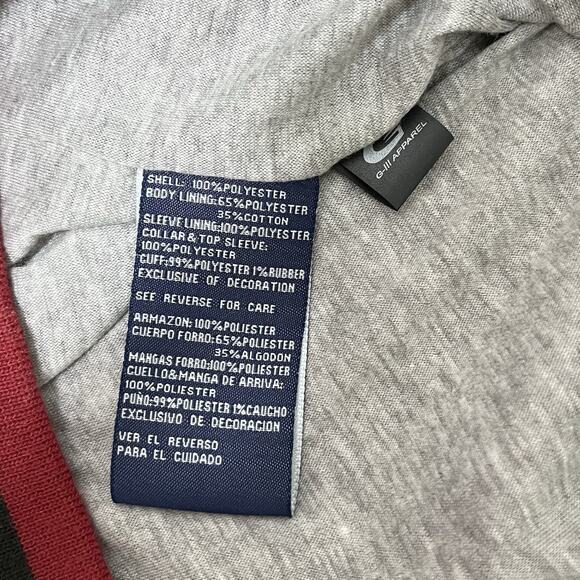 SHELL: 100%POLYESTER
BODY LINING:65%POLYESTER
35%COTTON
SLEEVE LINING:100%POLYESTER
COLLAR & TOP SLEEVE:
100%POLYESTER
CUFF:99%POLYESTER 1%RUBBER
EXCLUSIVE OF DECORATION
SEE REVERSE FOR CARE
ARMAZON:100%POLIESTER
CUERPO FORRO:65%POLIESTER
35%ALGODON
MANGAS FORRO:100%POLIESTER
CUELLO&MANGA DE ARRIVA:
100%POLIESTER
PUÑO:99%POLIESTER 1%CAUCHO
EXCLUSIVO DE DECORACION
VER EL REVERSO
PARA EL CUIDADO
G-III APPAREL